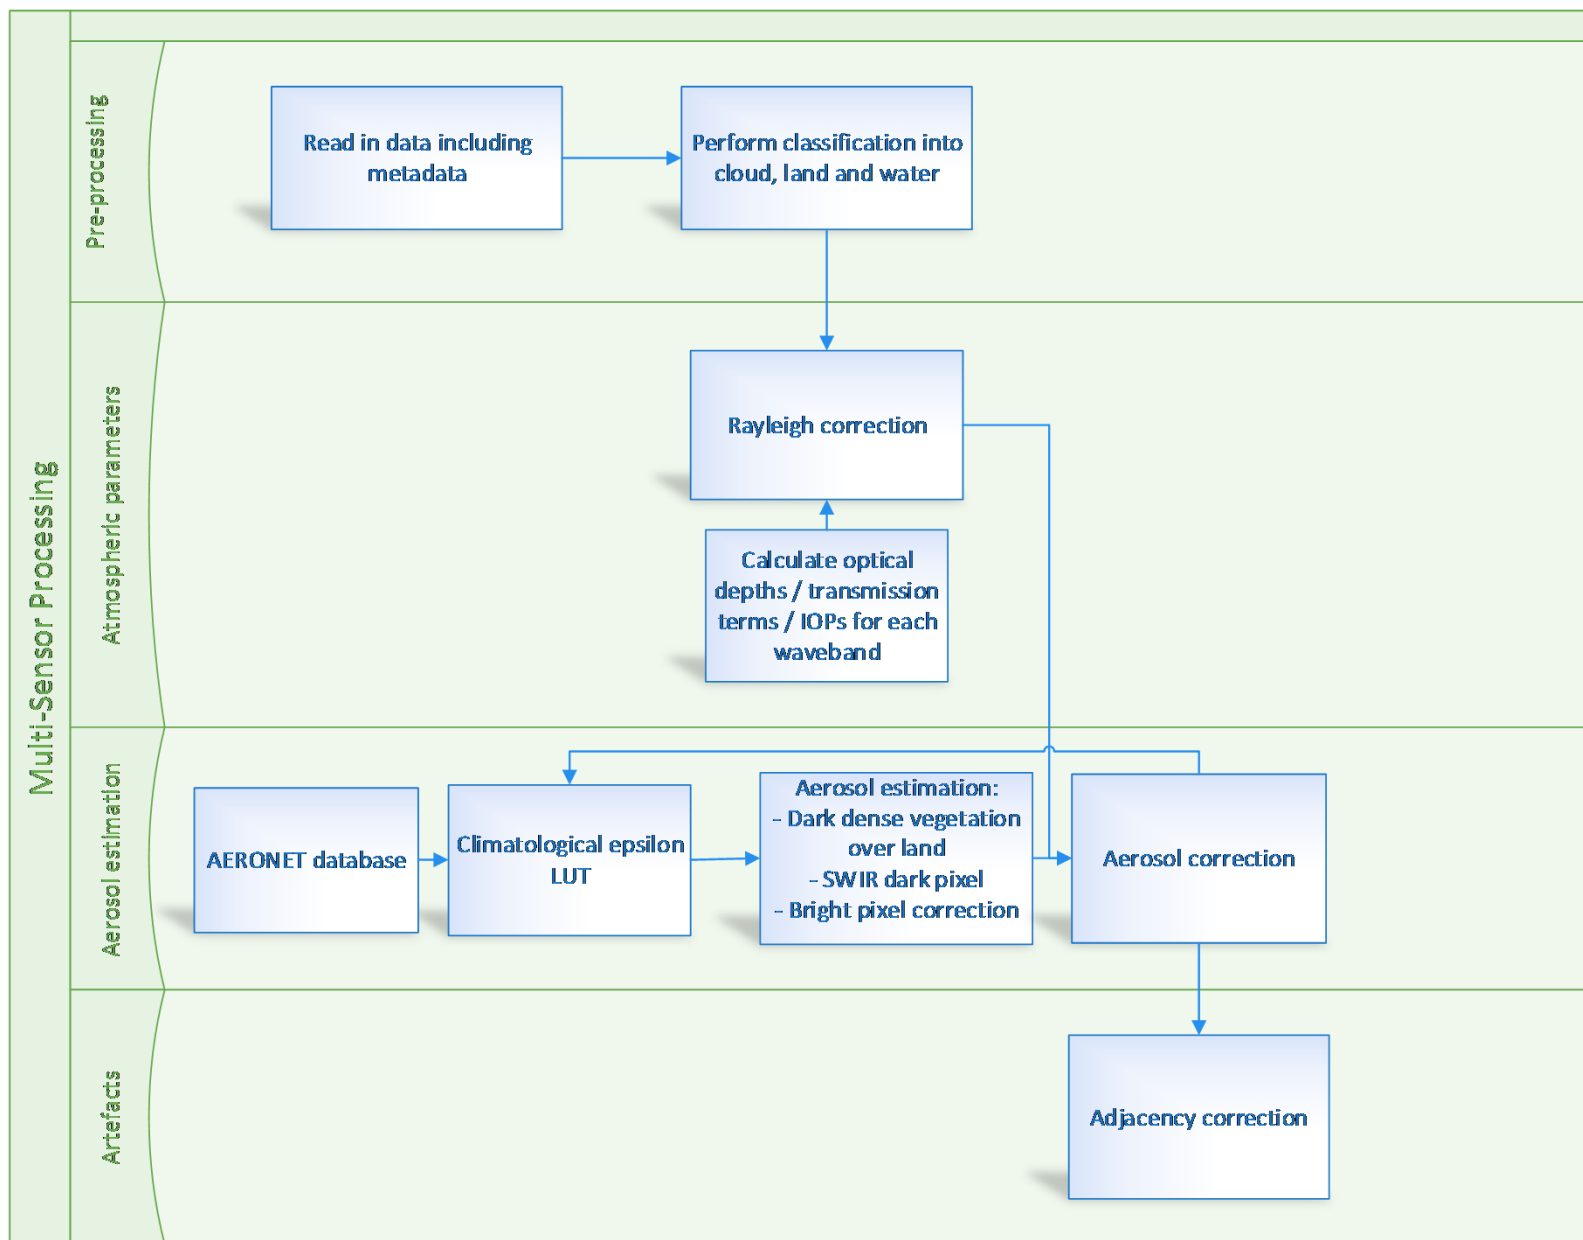 Multi-Sensor Processing
Pre-processing
Read in data including
metadata
Perform classification into
cloud, land and water
Atmospheric parameters
Rayleigh correction
Calculate optical
depths / transmission
terms / IOPs for each
waveband
Aerosol estimation
AERONET database
Climatological epsilon
LUT
Aerosol estimation:
- Dark dense vegetation
over land
- SWIR dark pixel
- Bright pixel correction
Aerosol correction
Artefacts
Adjacency correction